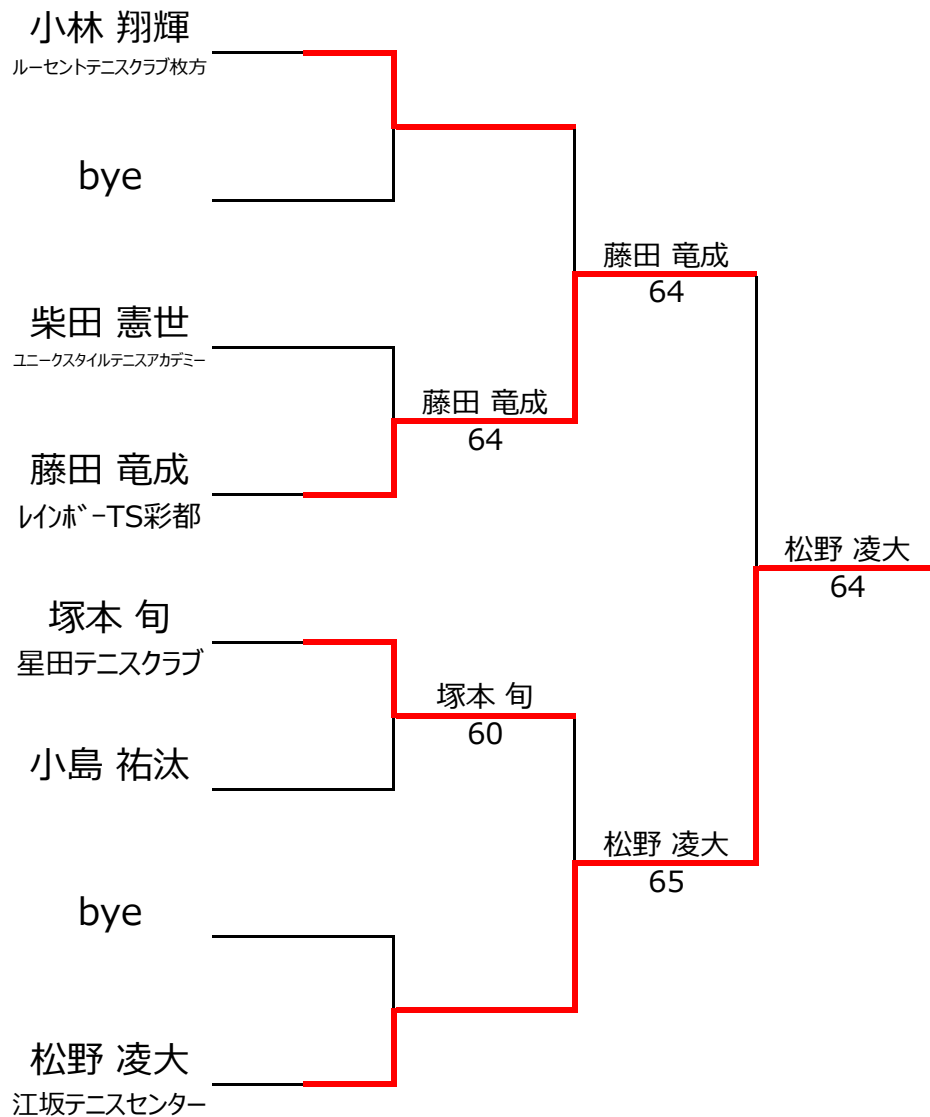 小林 翔輝
ルーセントテニスクラブ枚方
bye
藤田 竜成
64
柴田 憲世
ユニークスタイルテニスアカデミー
藤田 竜成
64
藤田 竜成
ﾚｲﾝﾎﾞｰTS彩都
松野 凌大
64
塚本 旬
星田テニスクラブ
塚本 旬
60
小島 祐汰
松野 凌大
65
bye
松野 凌大
江坂テニスセンター